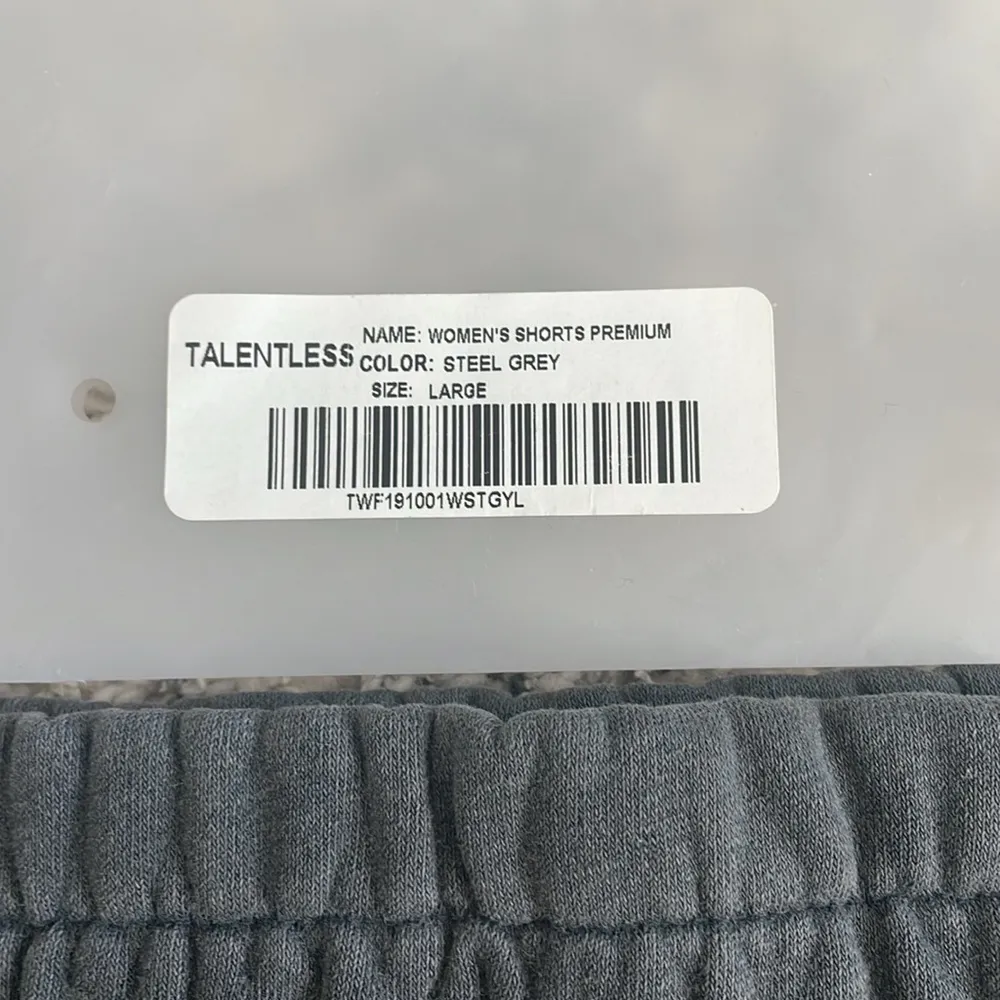 TALENTLESS
NAME: WOMEN'S SHORTS PREMIUM
COLOR: STEEL GREY
SIZE: LARGE
TWF191001WSTGYL